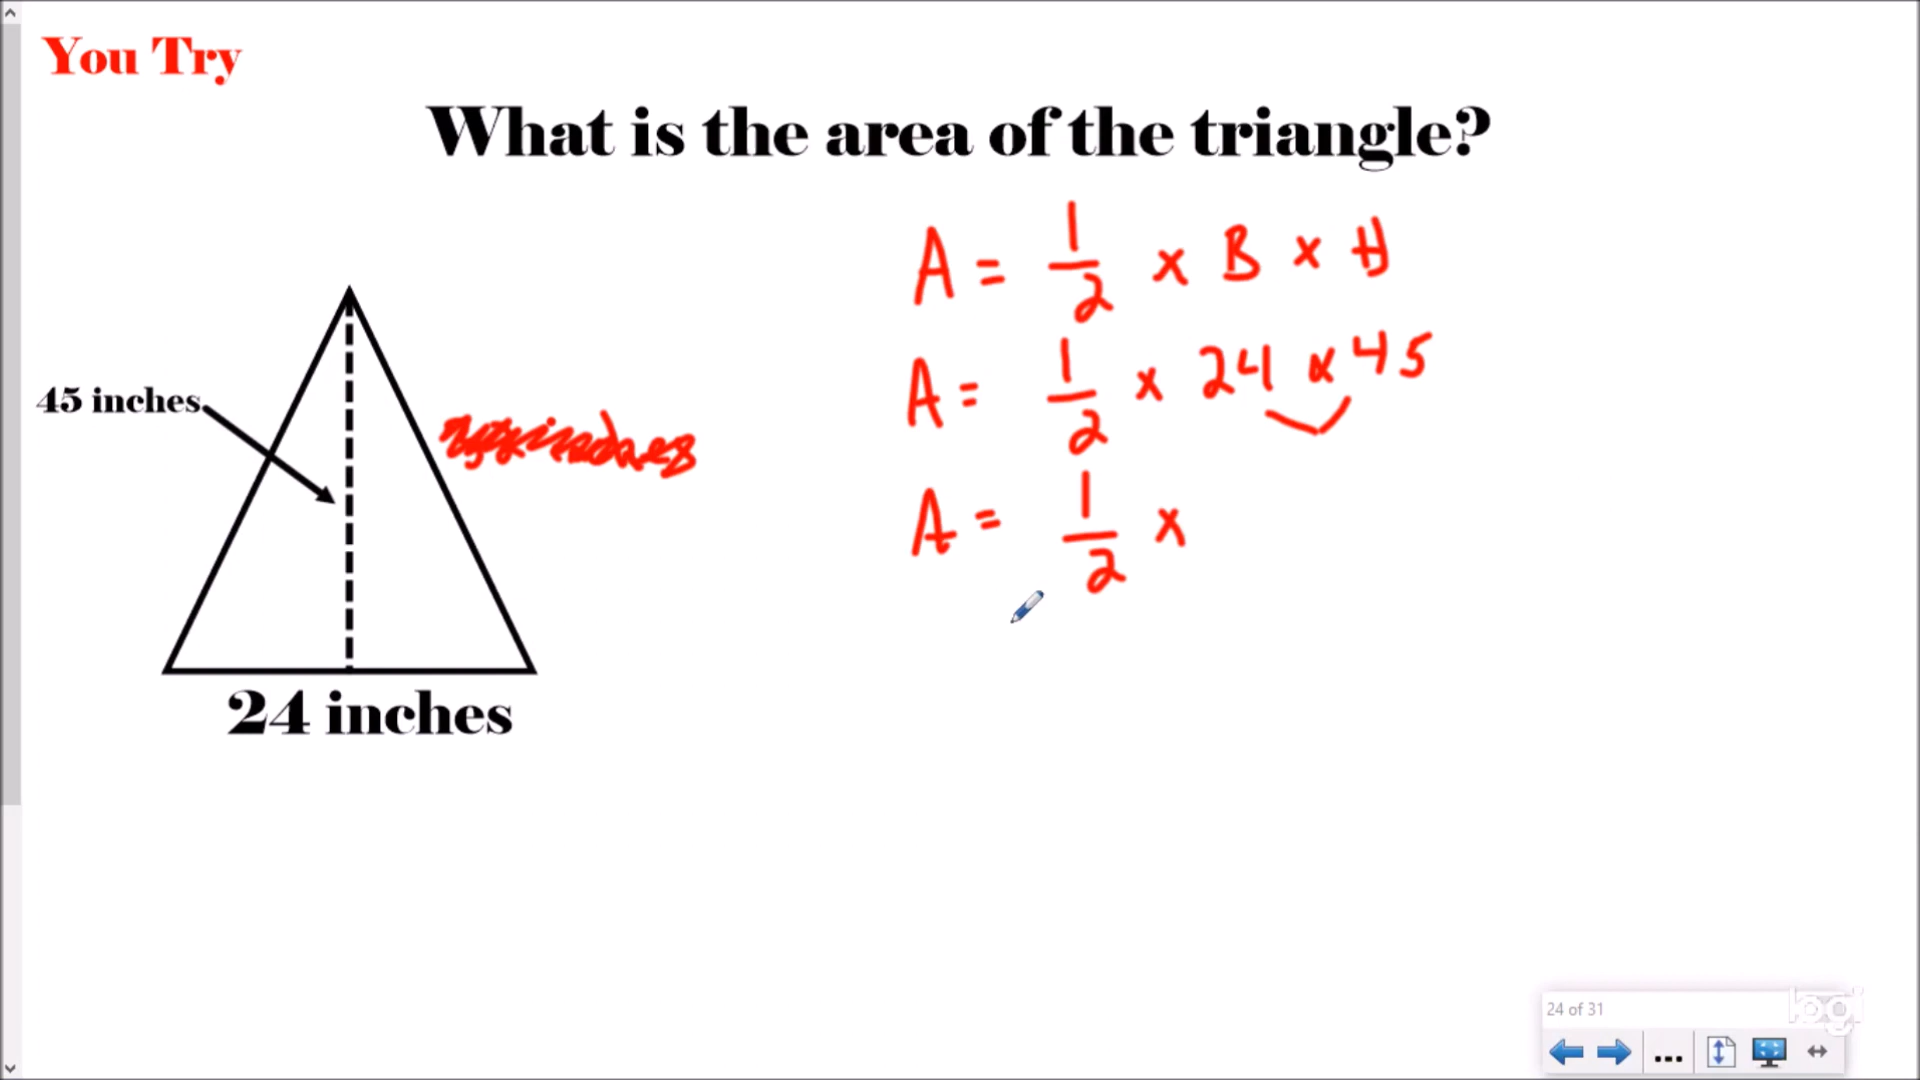 You Try
What is the area of the triangle?
A = 1/2 x B x H
45 inches
A = 1/2 x 24 x 45
A = 1/2 x
24 inches
24 of 31
...
logi